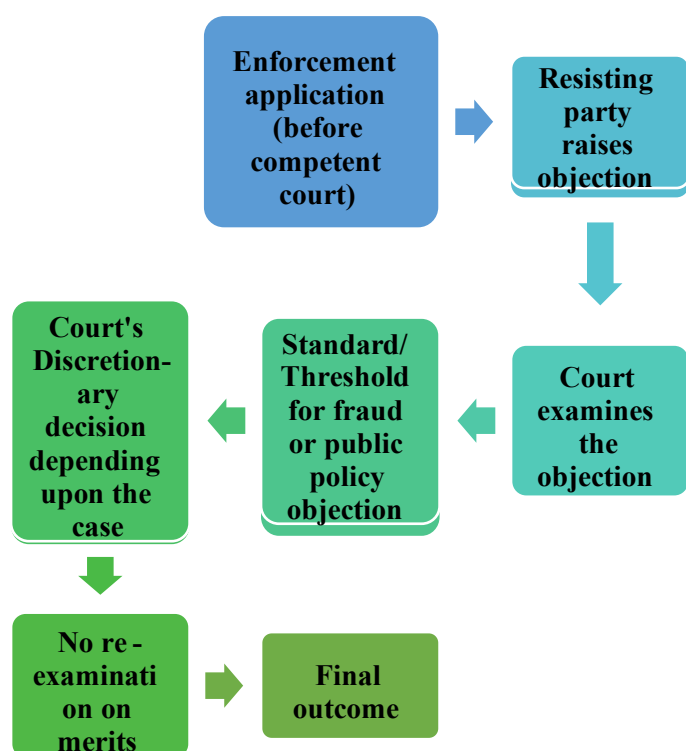 Enforcement
application
(before
competent
court)
Resisting
party
raises
objection
Court
examines
the
objection
Standard/
Threshold
for fraud
or public
policy
objection
Court's
Discretion-
ary
decision
depending
upon the
case
No re -
examinati
on on
merits
Final
outcome